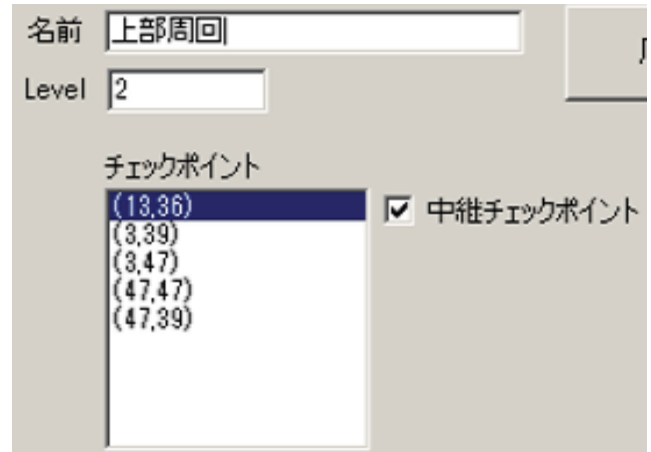 名前 上部周回
Level 2
チェックポイント
(13,36)
中継チェックポイント
(3,39)
(3,47)
(47,47)
(47,39)